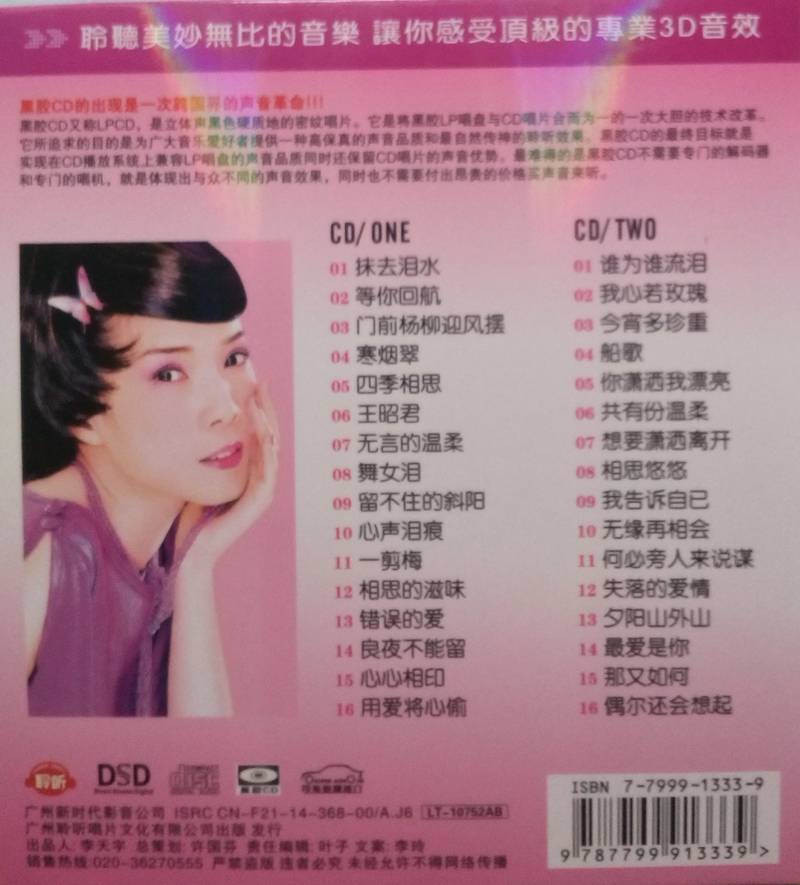 聆聽美妙無比的音樂 讓你感受頂級的專業3D音效
黑胶CD的出现是一次跨国界的声音革命!!!
黑胶CD又称LPCD，是立体声黑色硬质地的密纹唱片。它是将黑胶LP唱盘与CD唱片合而为一的一次大胆的技术改革。
它所追求的目的是为广大音乐爱好者提供一种高保真的声音品质和最自然传神的聆听效果。黑胶CD的最终目标就是
实现在CD播放系统上兼容LP唱盘的声音品质同时还保留CD唱片的声音优势。最难得的是黑胶CD不需要专门的解码器
和专门的唱机，就是体现出与众不同的声音效果，同时也不需要付出昂贵的价格买声音来听。
CD/ONE
01 抹去泪水
02 等你回航
03 门前杨柳迎风摆
04 寒烟翠
05 四季相思
06 王昭君
07 无言的温柔
08 舞女泪
09 留不住的斜阳
10 心声泪痕
11 一剪梅
12 相思的滋味
13 错误的爱
14 良夜不能留
15 心心相印
16 用爱将心偷
CD/TWO
01 谁为谁流泪
02 我心若玫瑰
03 今宵多珍重
04 船歌
05 你潇洒我漂亮
06 共有份温柔
07 想要潇洒离开
08 相思悠悠
09 我告诉自己
10 无缘再相会
11 何必旁人来说谋
12 失落的爱情
13 夕阳山外山
14 最爱是你
15 那又如何
16 偶尔还会想起
聆听
DSD
Direct Stream Digital
disc
黑胶CD
广州新时代影音公司 ISRC CN-F21-14-368-00/A.J6 LT-10752AB
广州聆听唱片文化有限公司出版 发行
出品人: 李天宇 总策划: 许国芬 责任编辑: 叶子 文案: 李玲
销售热线:020-36270555 严禁盗版 违者必究 未经允许不得网络传播
ISBN 7-7999-1333-9
9 787799 913339 >